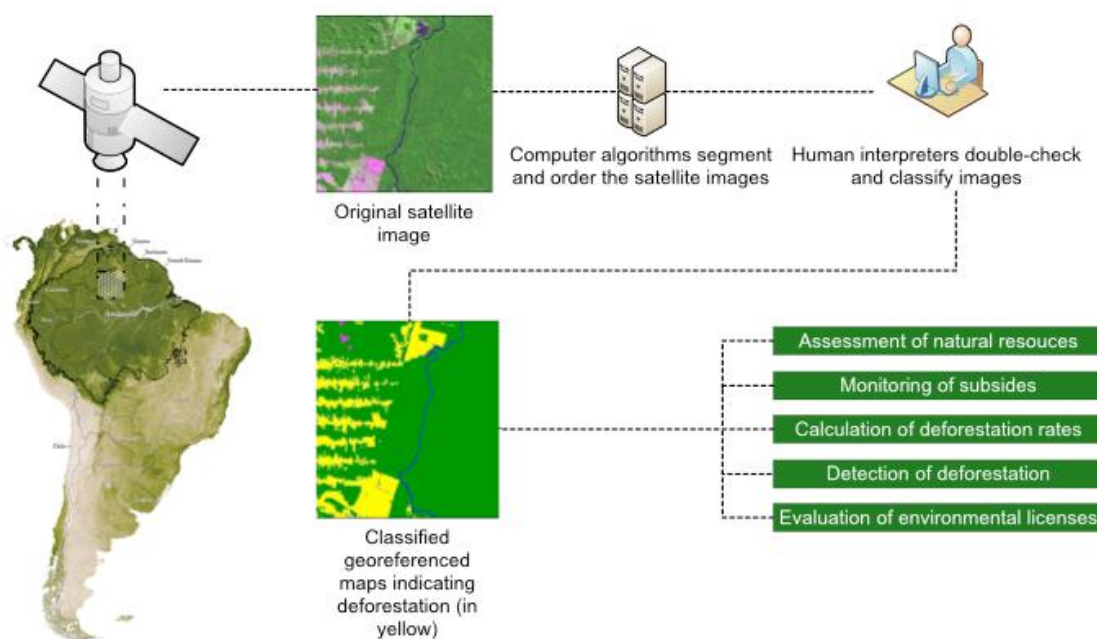 Original satellite
image
Computer algorithms segment
and order the satellite images
Human interpreters double-check
and classify images
Classified
georeferenced
maps indicating
deforestation (in
yellow)
Assessment of natural resouces
Monitoring of subsides
Calculation of deforestation rates
Detection of deforestation
Evaluation of environmental licenses
Chile